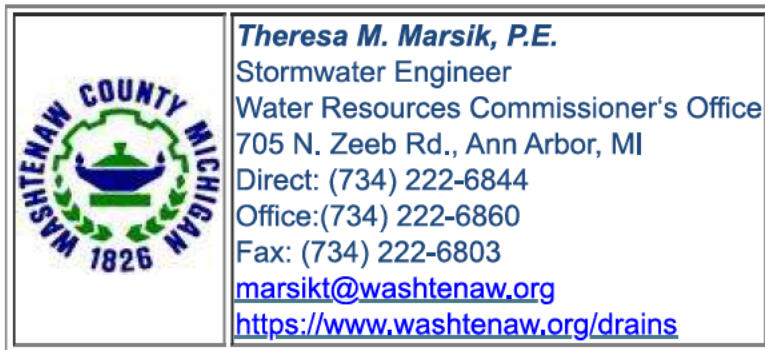 WASHTENAW COUNTY MICHIGAN
1826
Theresa M. Marsik, P.E.
Stormwater Engineer
Water Resources Commissioner‘s Office
705 N. Zeeb Rd., Ann Arbor, MI
Direct: (734) 222-6844
Office:(734) 222-6860
Fax: (734) 222-6803
marsikt@washtenaw.org
https://www.washtenaw.org/drains